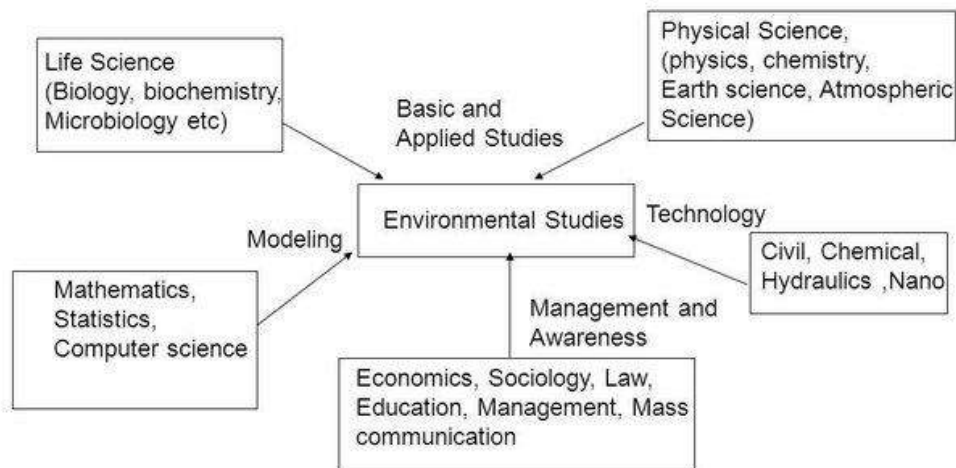 Life Science
(Biology, biochemistry,
Microbiology etc)
Basic and
Applied Studies
Physical Science,
(physics, chemistry,
Earth science, Atmospheric
Science)
Environmental Studies
Technology
Modeling
Civil, Chemical,
Hydraulics ,Nano
Mathematics,
Statistics,
Computer science
Management and
Awareness
Economics, Sociology, Law,
Education, Management, Mass
communication